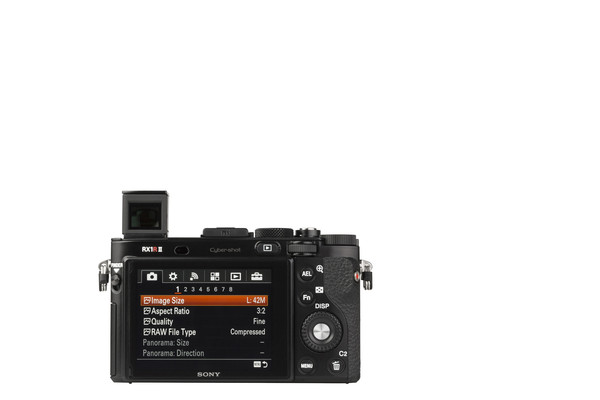 RX1R II
Cyber-shot
1 2 3 4 5 6 7 8
Image Size L: 42M
Aspect Ratio 3:2
Quality Fine
RAW File Type Compressed
Panorama: Size –
Panorama: Direction –
AEL
Fn
DISP
C2
MENU
SONY